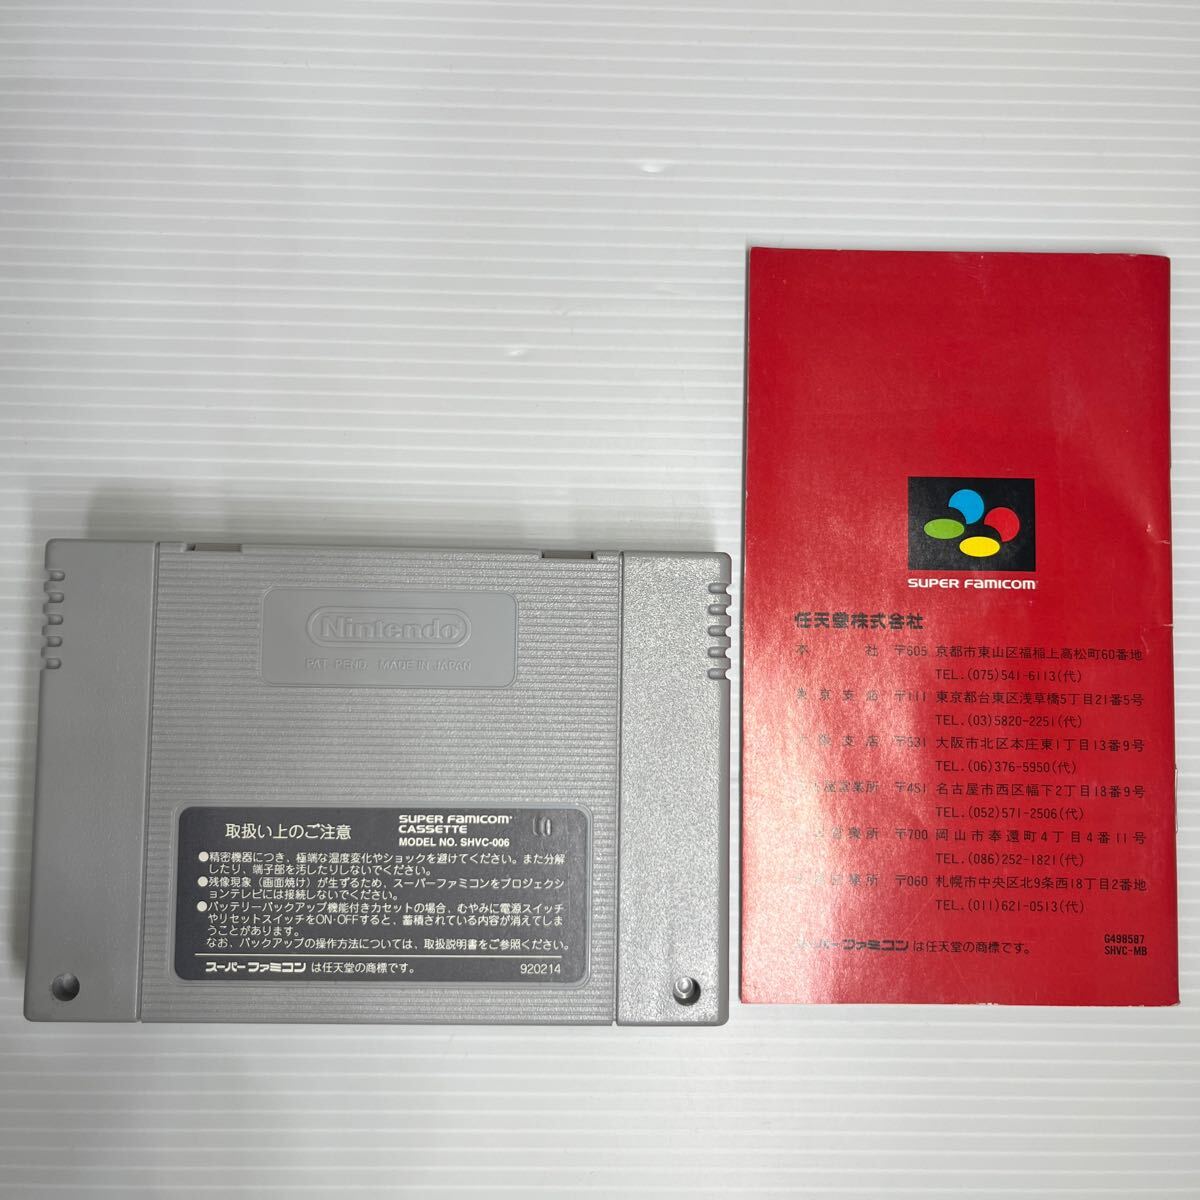 Nintendo
PAT. PEND. MADE IN JAPAN
取扱い上のご注意
SUPER FAMICOM
CASSETTE
MODEL NO. SHVC-006
10
●精密機器につき、極端な温度変化やショックを避けてください。また分解
したり、端子部を汚したりしないでください。
●残像現象（画面焼け）が生ずるため、スーパーファミコンをプロジェクシ
ョンテレビには接続しないでください。
●バッテリーバックアップ機能付きカセットの場合、むやみに電源スイッチ
やリセットスイッチをON・OFFすると、蓄積されている内容が消えてしま
うことがあります。
なお、バックアップの操作方法については、取扱説明書をご参照ください。
スーパーファミコン は任天堂の商標です。
920214
SUPER FAMICOM
任天堂株式会社
本社 〒605 京都市東山区福稲上高松町60番地
TEL.(075)541-6113(代)
東京支店 〒111 東京都台東区浅草橋5丁目21番5号
TEL.(03)5820-2251(代)
大阪支店 〒531 大阪市北区本庄東1丁目13番9号
TEL.(06)376-5950(代)
営業所 〒451 名古屋市西区幅下2丁目18番9号
TEL.(052)571-2506(代)
営業所 〒700 岡山市奉還町4丁目4番11号
TEL.(086)252-1821(代)
営業所 〒060 札幌市中央区北9条西18丁目2番地
TEL.(011)621-0513(代)
スーパーファミコン は任天堂の商標です。
G498587
SHVC-MB